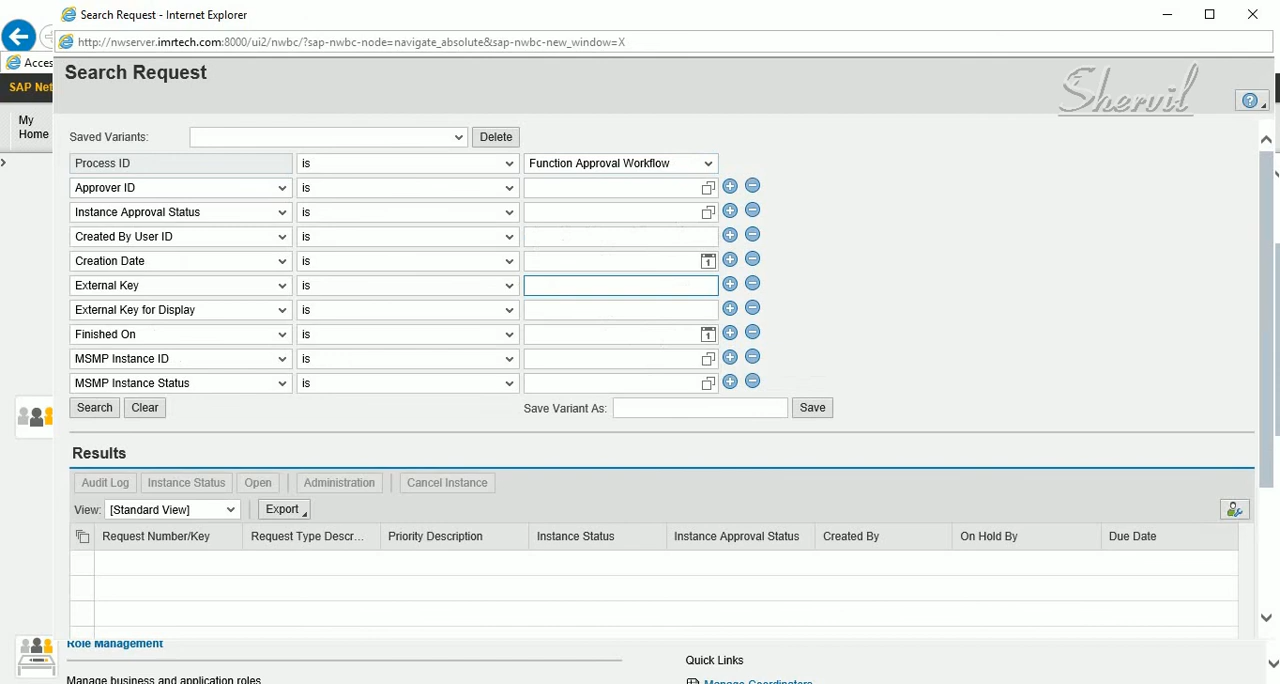 Search Request - Internet Explorer
http://nwserver.imrtech.com:8000/ui2/nwbc/?sap-nwbc-node=navigate_absolute&sap-nwbc-new_window=X
Acces
Search Request
Shervil
SAP Net
My
Home
Saved Variants: Delete
Process ID is Function Approval Workflow
Approver ID is
Instance Approval Status is
Created By User ID is
Creation Date is 1
External Key is
External Key for Display is
Finished On is 1
MSMP Instance ID is
MSMP Instance Status is
Search Clear Save Variant As: Save
Results
Audit Log Instance Status Open Administration Cancel Instance
View: [Standard View] Export
Request Number/Key Request Type Descr... Priority Description Instance Status Instance Approval Status Created By On Hold By Due Date
Role Management
Quick Links
Manage business and application roles
Manage Coordinators